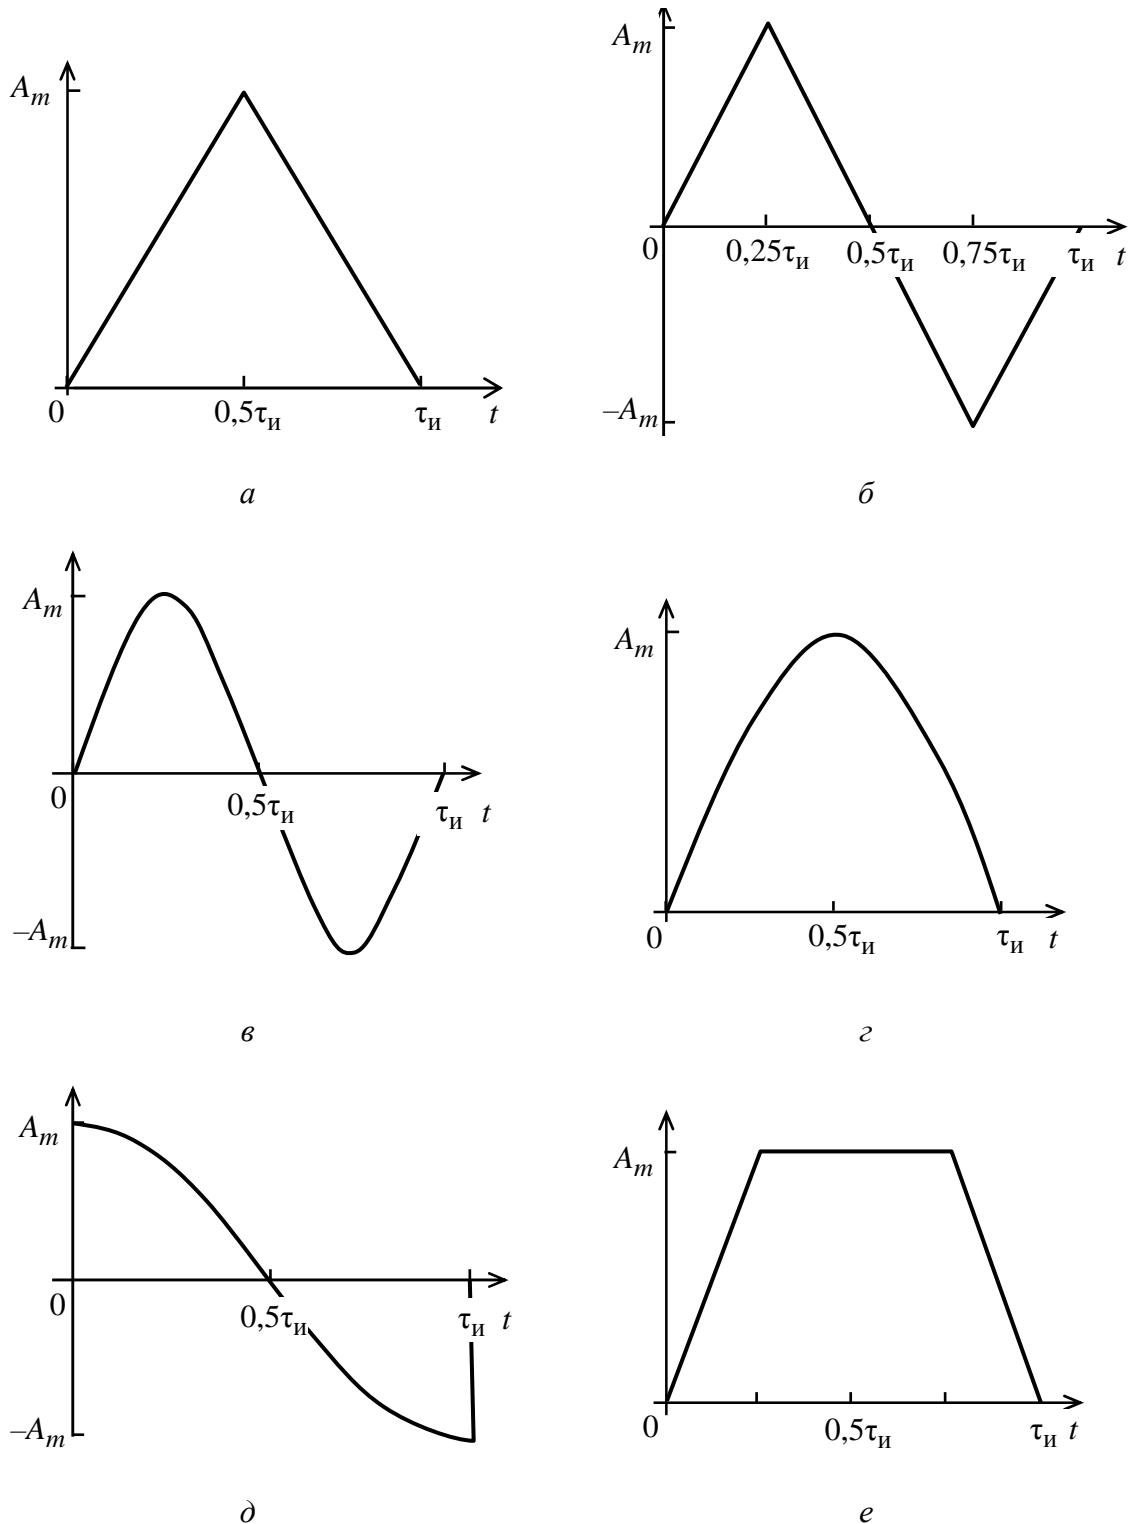 A_m
0 0,5τ_и τ_и t
а
A_m
0 0,25τ_и 0,5τ_и 0,75τ_и τ_и t
–A_m
б
A_m
0 0,5τ_и τ_и t
–A_m
в
A_m
0 0,5τ_и τ_и t
г
A_m
0 0,5τ_и τ_и t
–A_m
д
A_m
0 0,5τ_и τ_и t
е